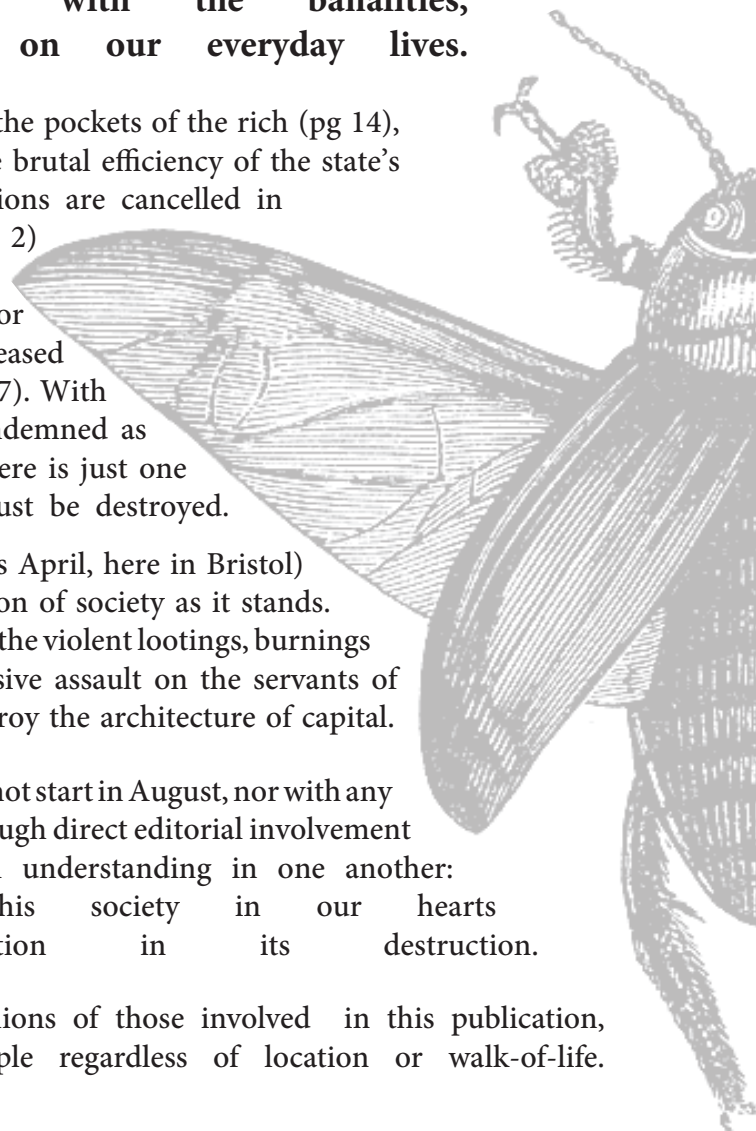 with the banalities,
on our everyday lives.
the pockets of the rich (pg 14),
brutal efficiency of the state's
ions are cancelled in
2)
or
eased
7). With
ndemned as
ere is just one
ust be destroyed.
s April, here in Bristol)
on of society as it stands.
the violent lootings, burnings
sive assault on the servants of
roy the architecture of capital.
not start in August, nor with any
ugh direct editorial involvement
understanding in one another:
his society in our hearts
tion in its destruction.
ions of those involved in this publication,
ple regardless of location or walk-of-life.